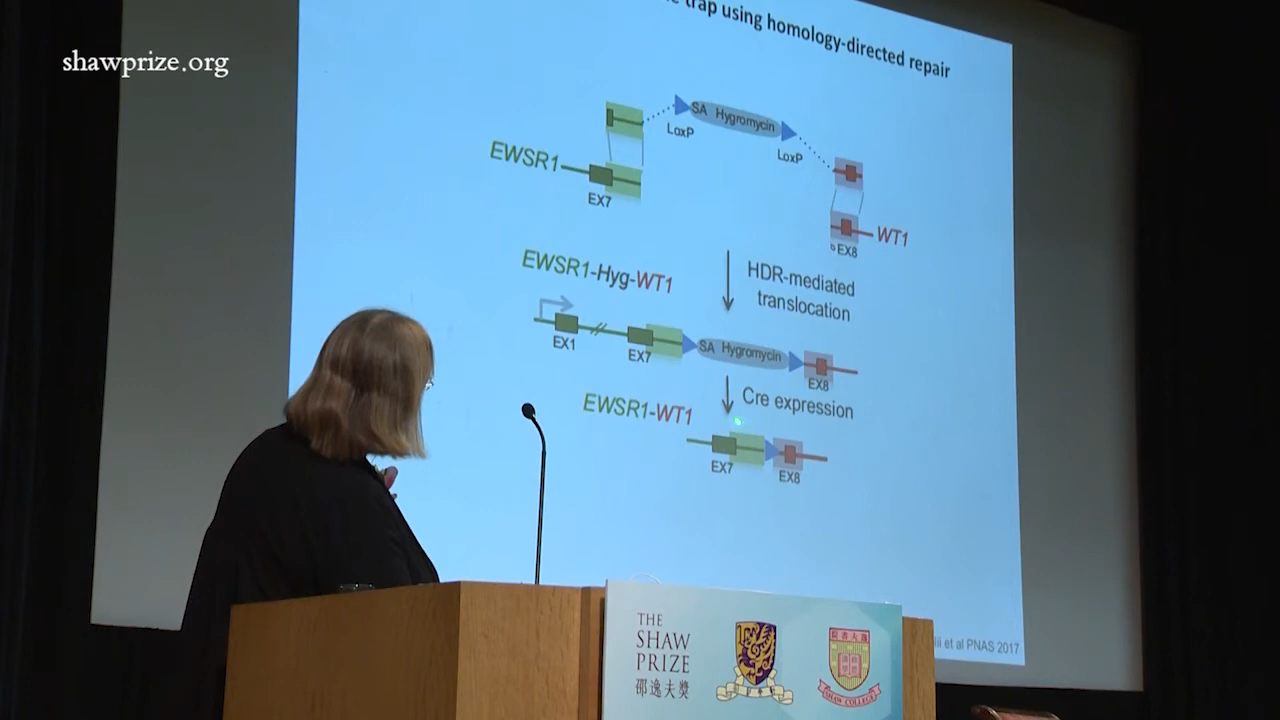 shawprize.org
trap using homology-directed repair
SA Hygromycin
LoxP
LoxP
EWSR1
EX7
WT1
EX8
HDR-mediated
translocation
EWSR1-Hyg-WT1
EX1
EX7
SA Hygromycin
EX8
Cre expression
EWSR1-WT1
EX7
EX8
et al PNAS 2017
THE
SHAW
PRIZE
邵逸夫獎
SHAW COLLEGE